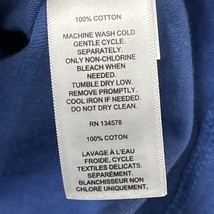 100% COTTON
MACHINE WASH COLD
GENTLE CYCLE.
SEPARATELY.
ONLY NON-CHLORINE
BLEACH WHEN
NEEDED.
TUMBLE DRY LOW.
REMOVE PROMPTLY.
COOL IRON IF NEEDED.
DO NOT DRY CLEAN.
RN 134578
100% COTTON
LAVAGE À L'EAU
FROIDE, CYCLE
TEXTILES DÉLICATS.
SÉPARÉMENT.
BLANCHISSEUR NON
CHLORÉ UNIQUEMENT,